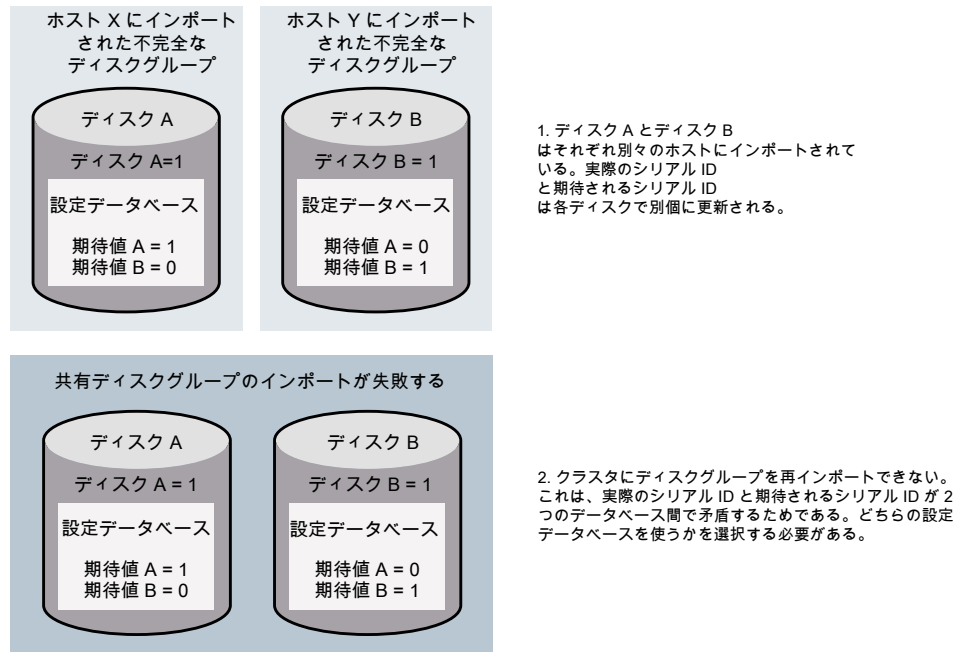 ホスト X にインポート
された不完全な
ディスクグループ
ディスク A
ディスク A=1
設定データベース
期待値 A = 1
期待値 B = 0
ホスト Y にインポート
された不完全な
ディスクグループ
ディスク B
ディスク B = 1
設定データベース
期待値 A = 0
期待値 B = 1
1. ディスク A とディスク B
はそれぞれ別々のホストにインポートされて
いる。実際のシリアル ID
と期待されるシリアル ID
は各ディスクで別個に更新される。
共有ディスクグループのインポートが失敗する
ディスク A
ディスク A = 1
設定データベース
期待値 A = 1
期待値 B = 0
ディスク B
ディスク B = 1
設定データベース
期待値 A = 0
期待値 B = 1
2. クラスタにディスクグループを再インポートできない。
これは、実際のシリアル ID と期待されるシリアル ID が 2
つのデータベース間で矛盾するためである。どちらの設定
データベースを使うかを選択する必要がある。